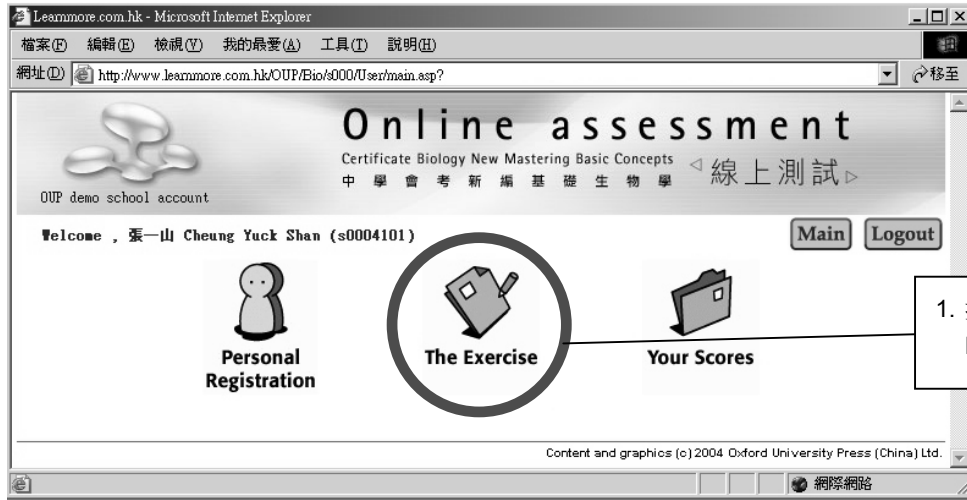 Learnmore.com.hk - Microsoft Internet Explorer
檔案(F) 編輯(E) 檢視(V) 我的最愛(A) 工具(T) 說明(H)
網址(D) http://www.learnmore.com.hk/OUP/Bio/s000/User/main.asp? 移至
Online assessment
Certificate Biology New Mastering Basic Concepts
中學會考新編基礎生物學 線上測試
OUP demo school account
Welcome , 張一山 Cheung Yuck Shan (s0004101) Main Logout
Personal Registration
The Exercise
Your Scores
1.
Content and graphics (c) 2004 Oxford University Press (China) Ltd.
網際網路